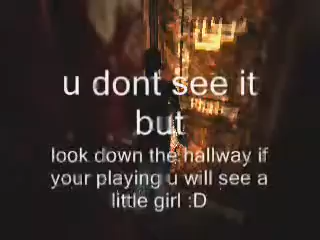 u dont see it
but
look down the hallway if
your playing u will see a
little girl :D